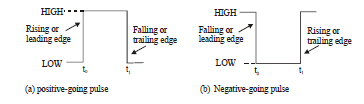 HIGH
Rising or leading edge
Falling or trailing edge
LOW
t₀
t₁
(a) positive-going pulse
HIGH
Falling or leading edge
Rising or trailing edge
LOW
t₀
t₁
(b) Negative-going pulse